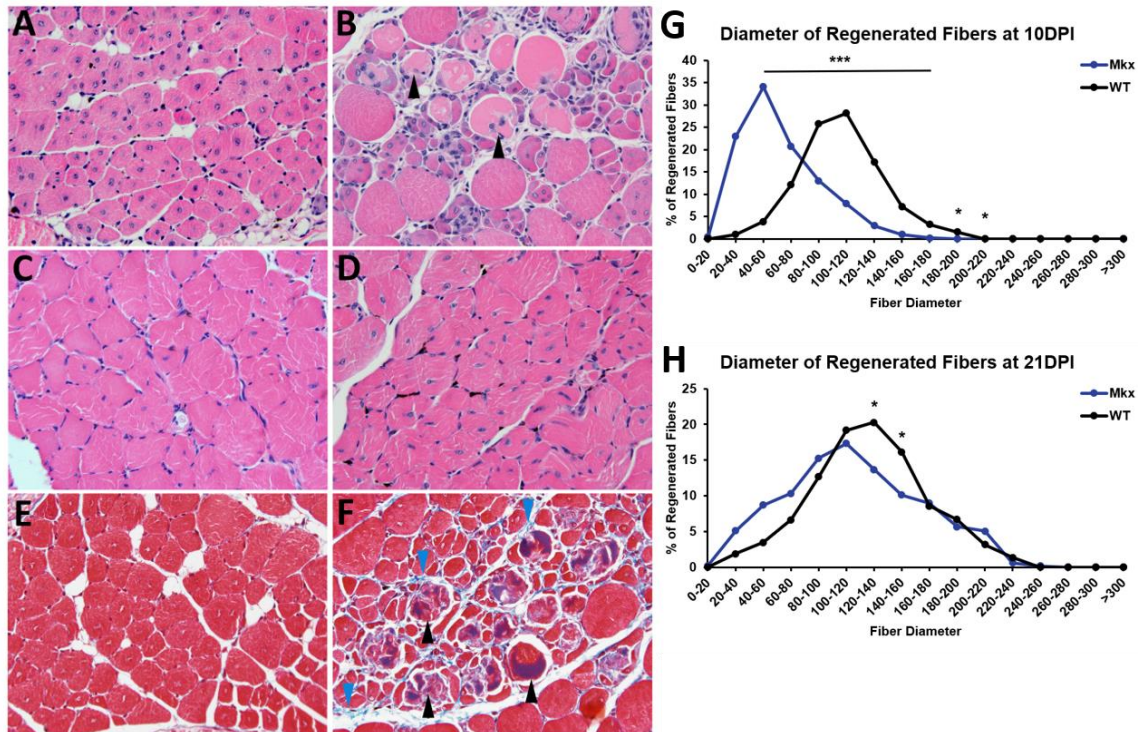 A
B
C
D
E
F
G
Diameter of Regenerated Fibers at 10DPI
Mkx
WT
***
*
*
% of Regenerated Fibers
40
35
30
25
20
15
10
5
0
0-20
20-40
40-60
60-80
80-100
100-120
120-140
140-160
160-180
180-200
200-220
220-240
240-260
260-280
280-300
>300
Fiber Diameter
H
Diameter of Regenerated Fibers at 21DPI
Mkx
WT
*
*
% of Regenerated Fibers
25
20
15
10
5
0
0-20
20-40
40-60
60-80
80-100
100-120
120-140
140-160
160-180
180-200
200-220
220-240
240-260
260-280
280-300
>300
Fiber Diameter